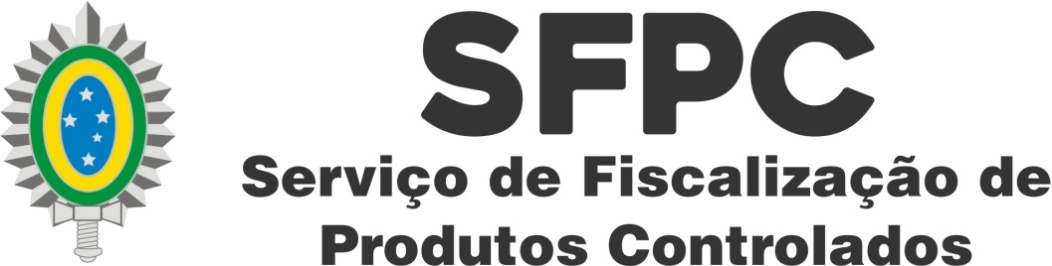 SFPC
Serviço de Fiscalização de
Produtos Controlados